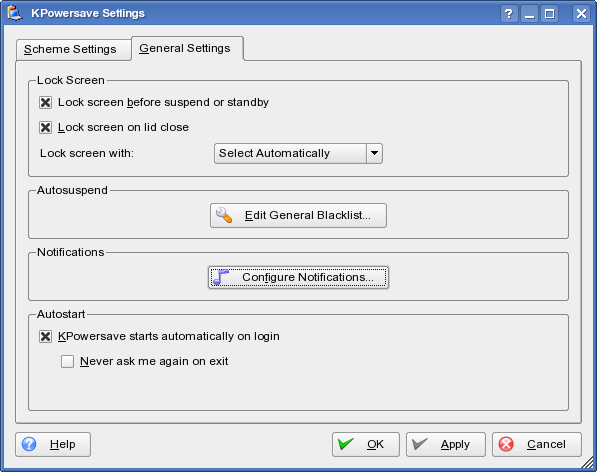 KPowersave Settings
Scheme Settings
General Settings
Lock Screen
Lock screen before suspend or standby
Lock screen on lid close
Lock screen with:
Select Automatically
Autosuspend
Edit General Blacklist...
Notifications
Configure Notifications...
Autostart
KPowersave starts automatically on login
Never ask me again on exit
Help
OK
Apply
Cancel